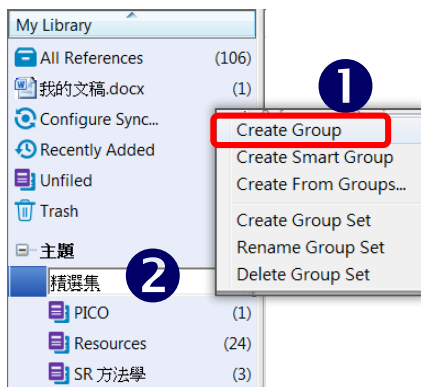 My Library
All References (106)
我的文稿.docx (1)
Configure Sync...
Recently Added
Unfiled
Trash
主題
精選集
PICO (1)
Resources (24)
SR 方法學 (3)
1
Create Group
Create Smart Group
Create From Groups...
Create Group Set
Rename Group Set
Delete Group Set
2